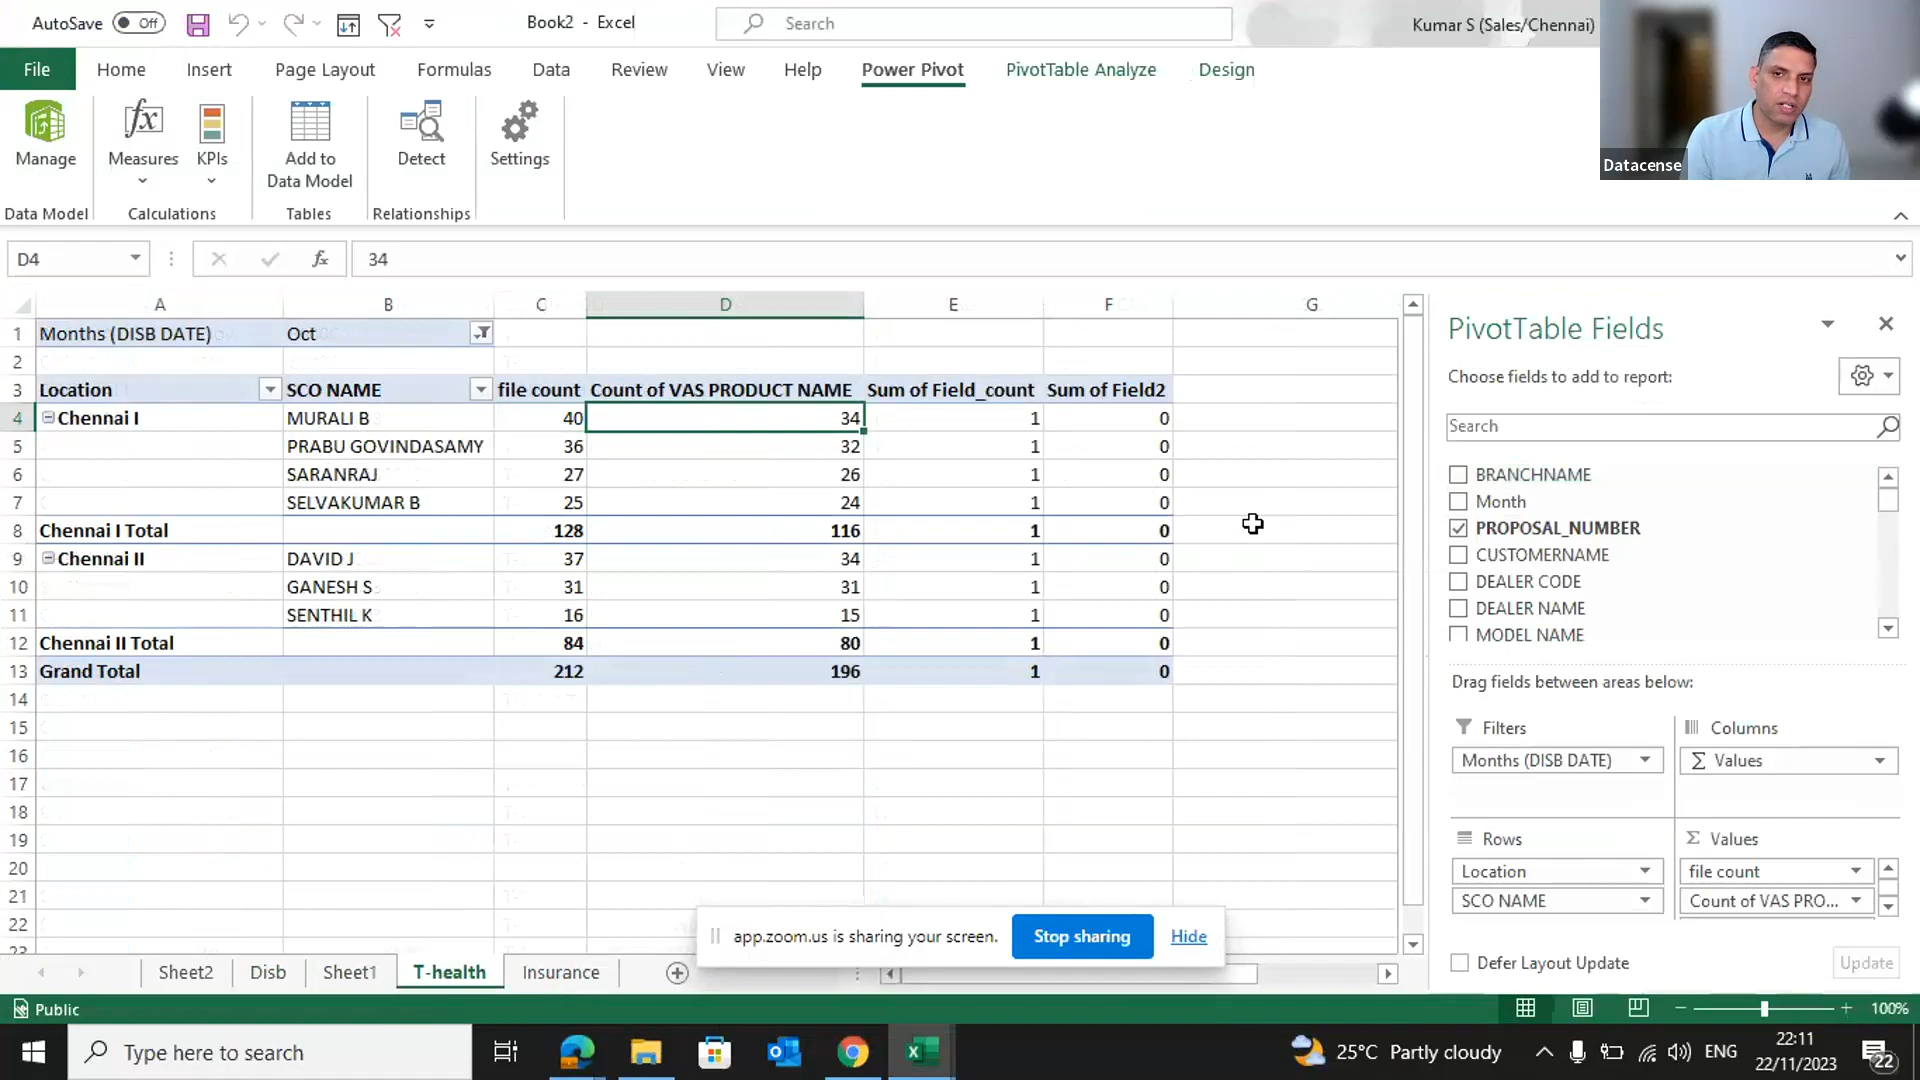 AutoSave Off Book2 - Excel Search Kumar S (Sales/Chennai)
File Home Insert Page Layout Formulas Data Review View Help Power Pivot PivotTable Analyze Design
Manage Measures KPIs Add to Data Model Detect Settings
Data Model Calculations Tables Relationships
Datacense
D4 fx 34
A B C D E F G
1 Months (DISB DATE) Oct
2
3 Location SCO NAME file count Count of VAS PRODUCT NAME Sum of Field_count Sum of Field2
4 Chennai I MURALI B 40 34 1 0
5 PRABU GOVINDASAMY 36 32 1 0
6 SARANRAJ 27 26 1 0
7 SELVAKUMAR B 25 24 1 0
8 Chennai I Total 128 116 1 0
9 Chennai II DAVID J 37 34 1 0
10 GANESH S 31 31 1 0
11 SENTHIL K 16 15 1 0
12 Chennai II Total 84 80 1 0
13 Grand Total 212 196 1 0
14
15
16
17
18
19
20
21
22
23
PivotTable Fields
Choose fields to add to report:
Search
BRANCHNAME
Month
PROPOSAL_NUMBER
CUSTOMERNAME
DEALER CODE
DEALER NAME
MODEL NAME
Drag fields between areas below:
Filters Columns
Months (DISB DATE) Σ Values
Rows Σ Values
Location file count
SCO NAME Count of VAS PRO...
Defer Layout Update Update
app.zoom.us is sharing your screen. Stop sharing Hide
Sheet2 Disb Sheet1 T-health Insurance
Public 100%
Type here to search 25°C Partly cloudy ENG 22:11
22/11/2023 22